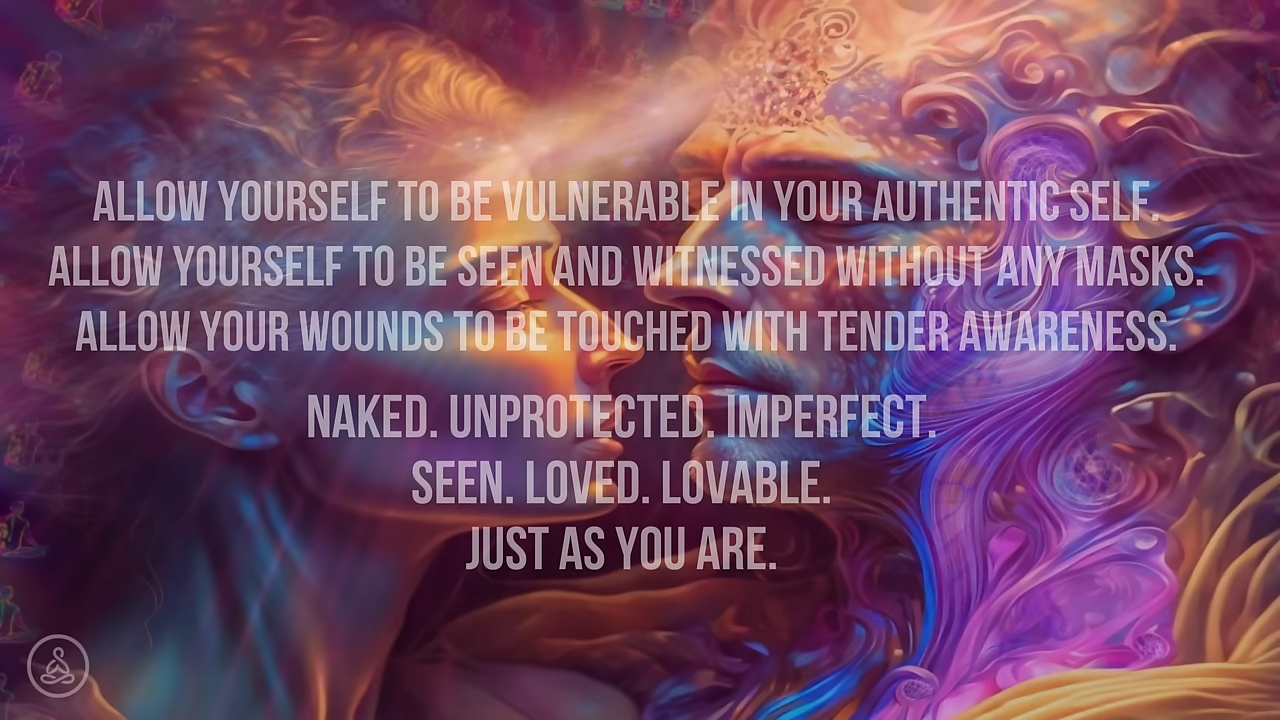 ALLOW YOURSELF TO BE VULNERABLE IN YOUR AUTHENTIC SELF.
ALLOW YOURSELF TO BE SEEN AND WITNESSED WITHOUT ANY MASKS.
ALLOW YOUR WOUNDS TO BE TOUCHED WITH TENDER AWARENESS.
NAKED. UNPROTECTED. IMPERFECT.
SEEN. LOVED. LOVABLE.
JUST AS YOU ARE.